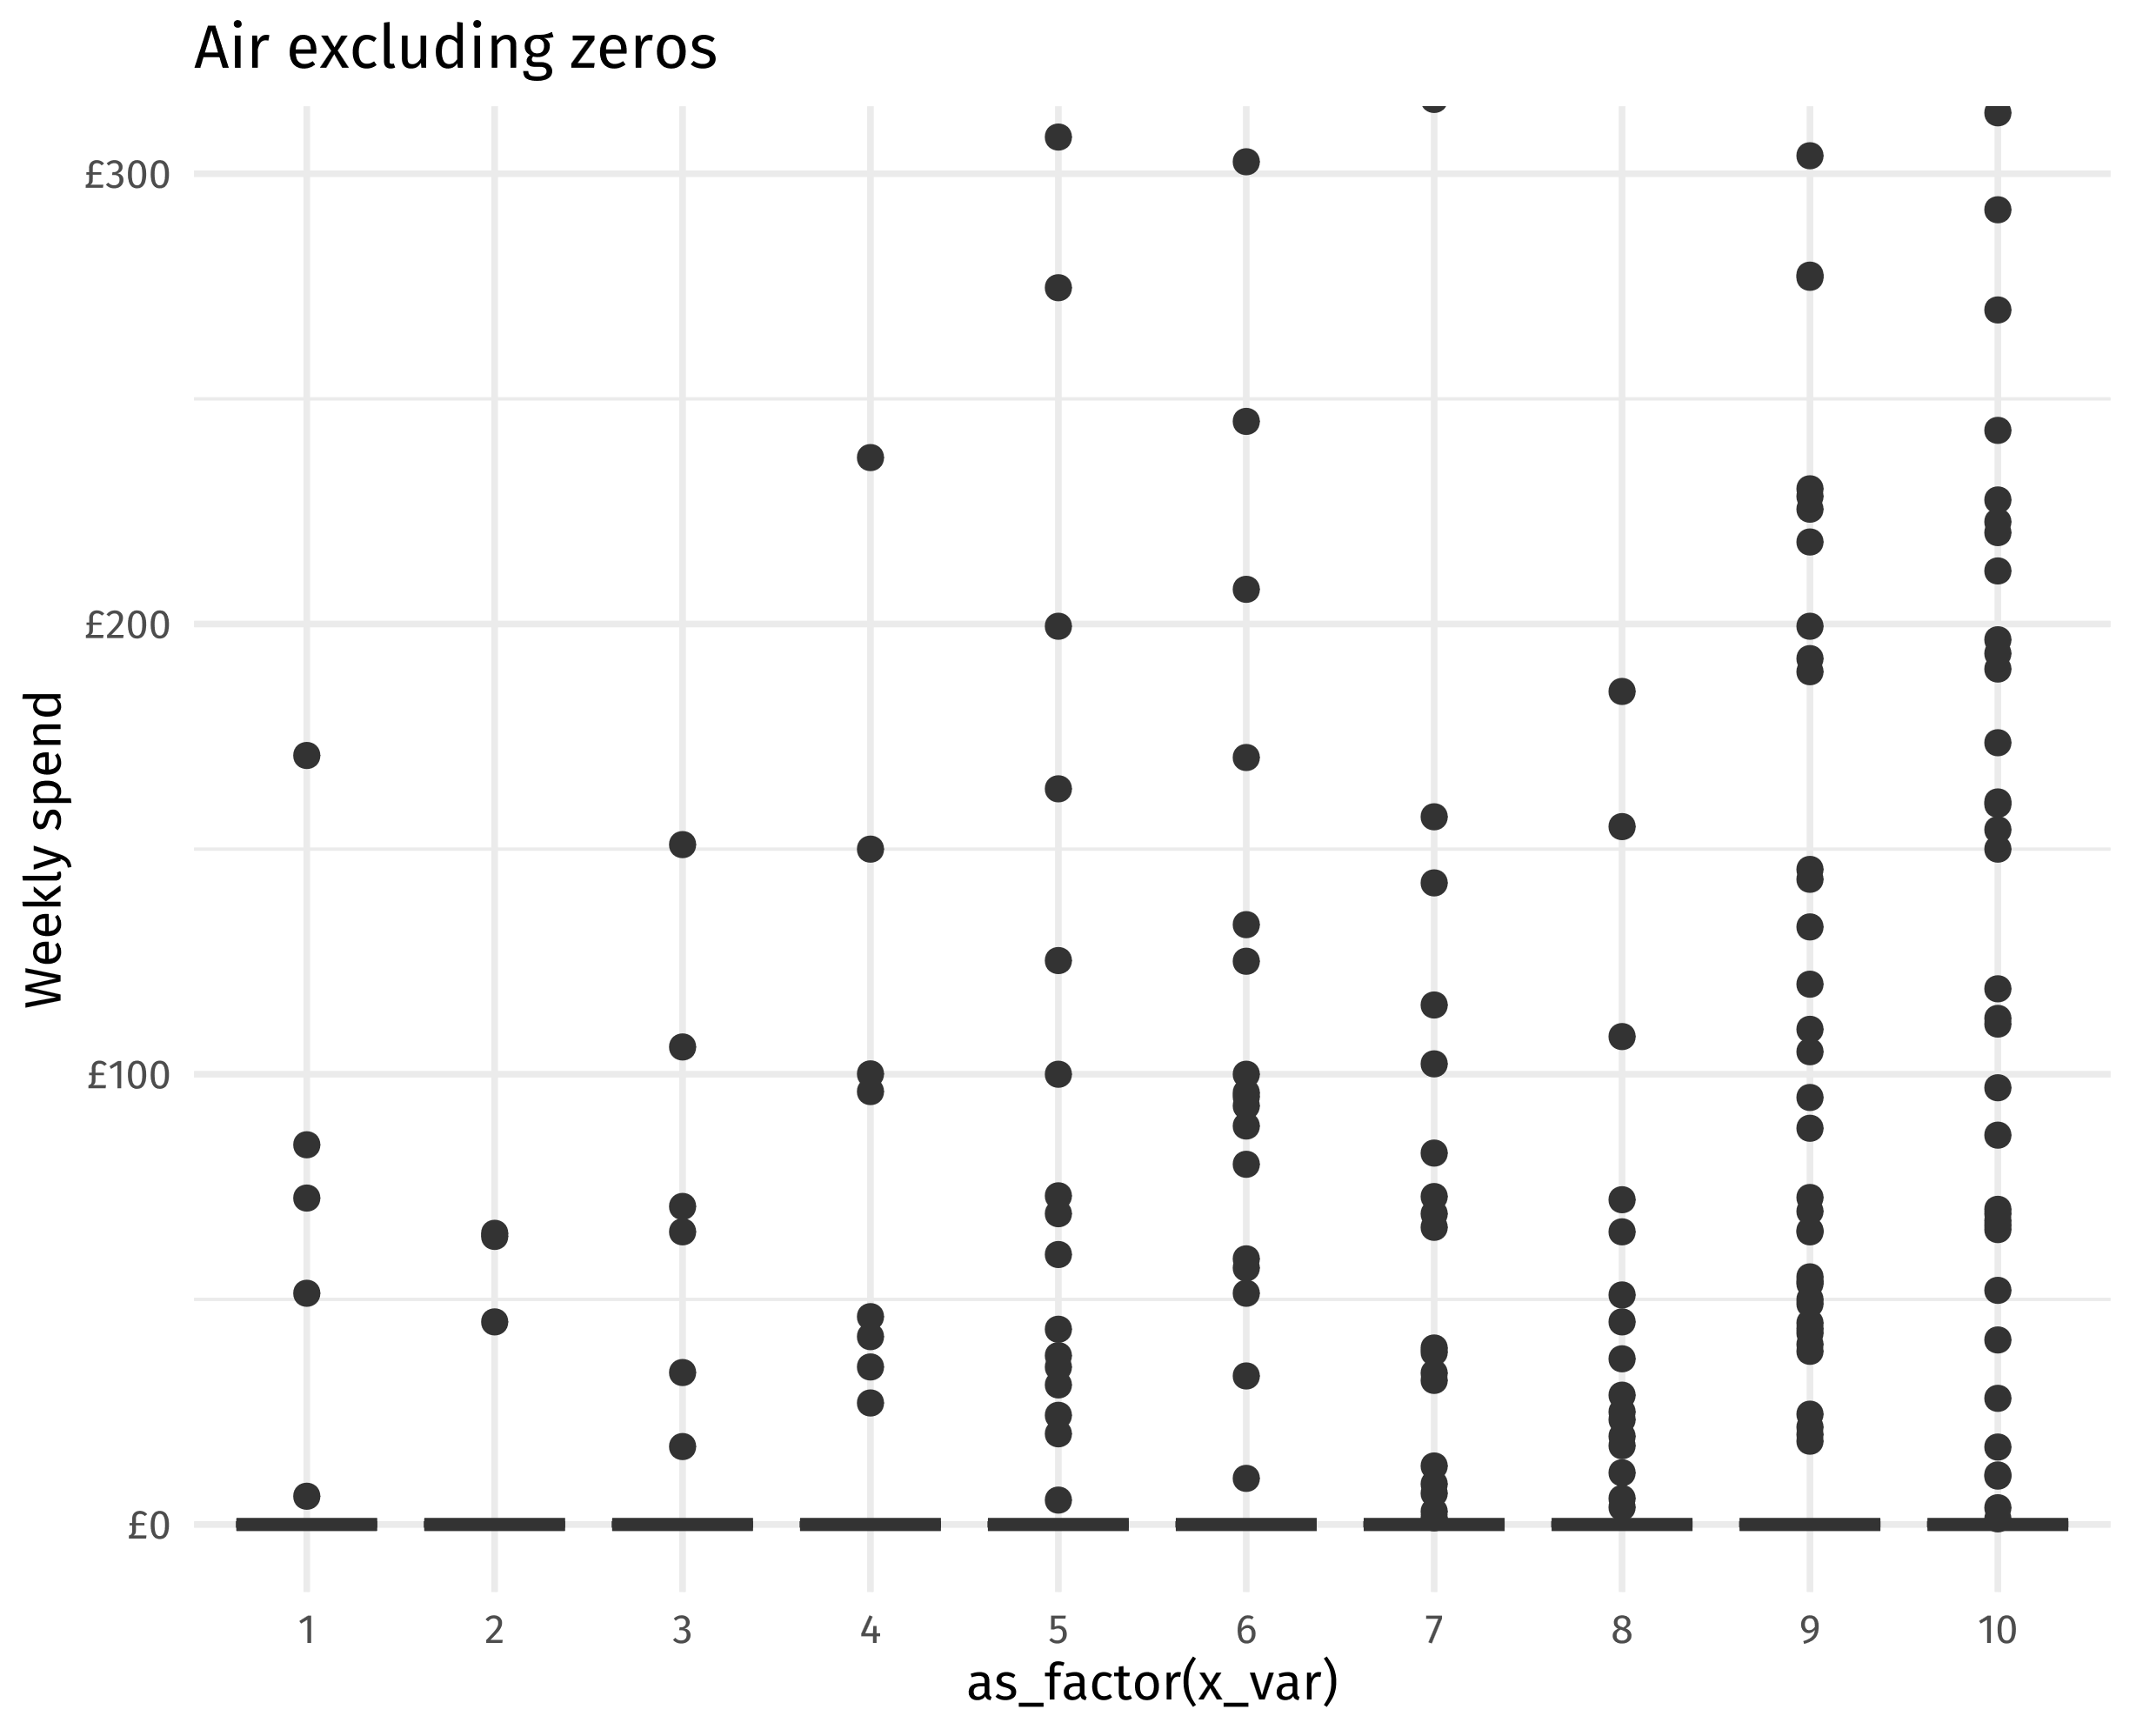 Air excluding zeros
Weekly spend
£300
£200
£100
£0
1 2 3 4 5 6 7 8 9 10
as_factor(x_var)